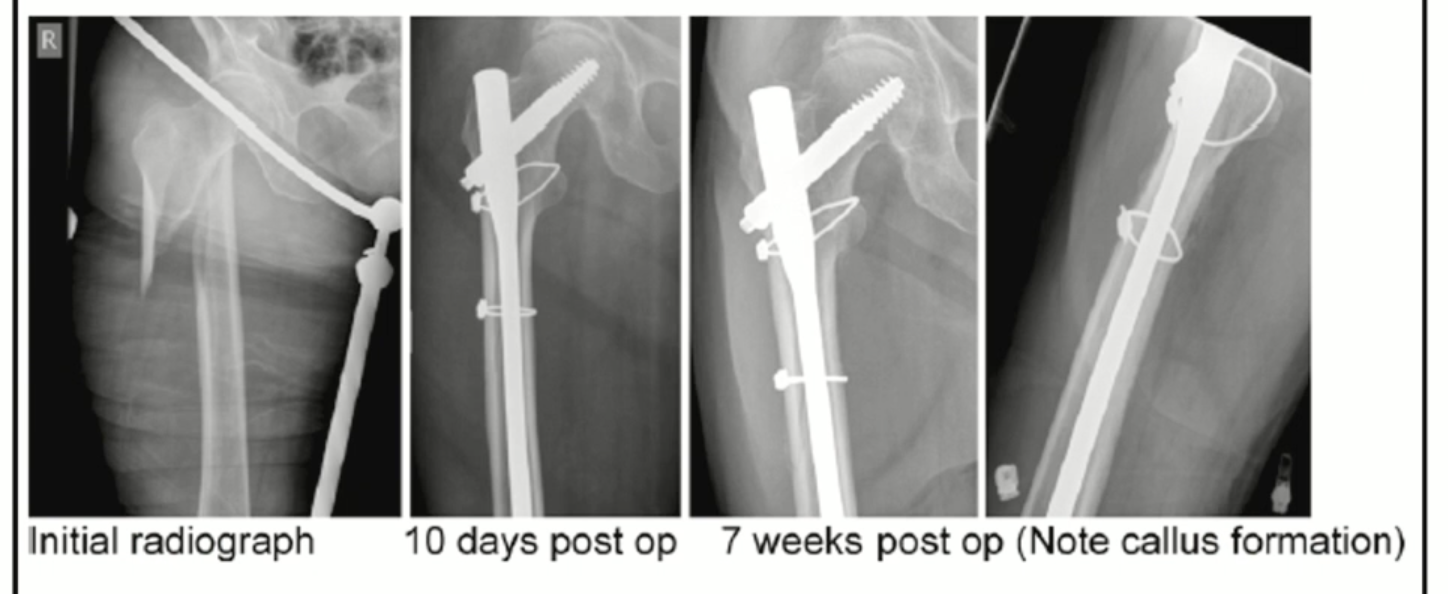 R
Initial radiograph
10 days post op
7 weeks post op (Note callus formation)